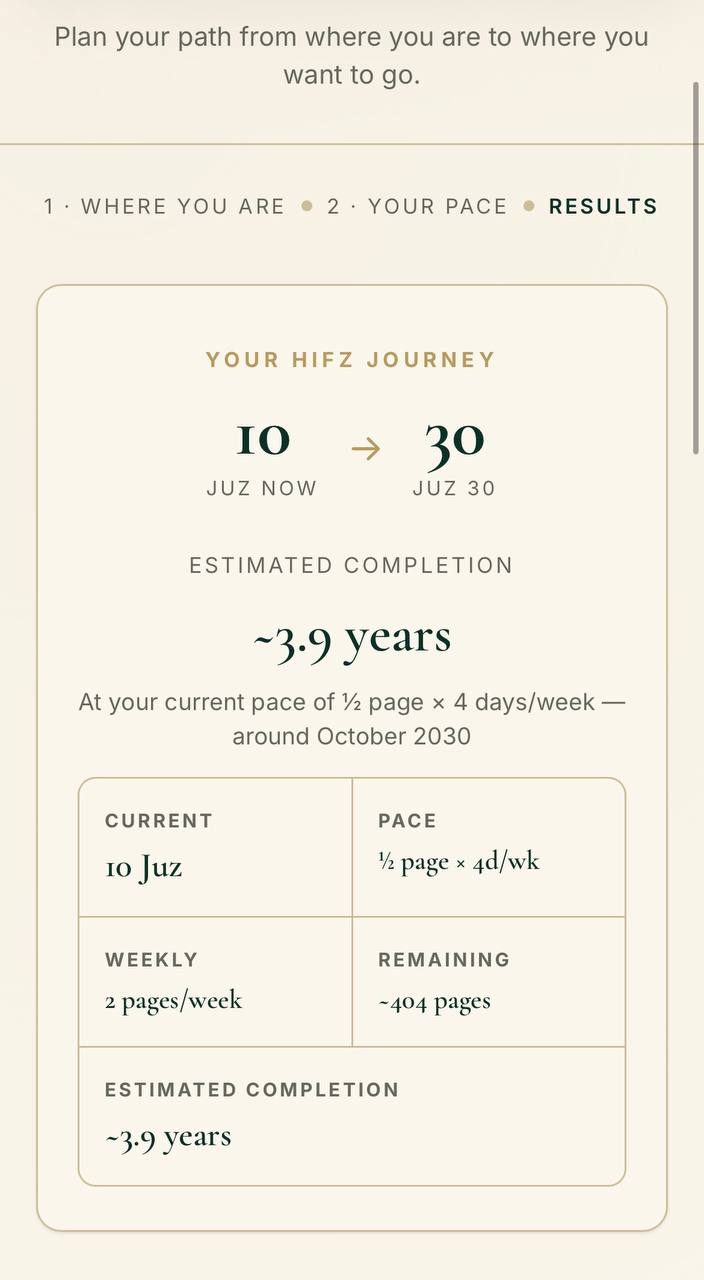 Plan your path from where you are to where you
want to go.
1 · WHERE YOU ARE ● 2 · YOUR PACE ● RESULTS
YOUR HIFZ JOURNEY
10 → 30
JUZ NOW JUZ 30
ESTIMATED COMPLETION
~3.9 years
At your current pace of ½ page × 4 days/week —
around October 2030
CURRENT PACE
10 Juz ½ page × 4d/wk
WEEKLY REMAINING
2 pages/week ~404 pages
ESTIMATED COMPLETION
~3.9 years